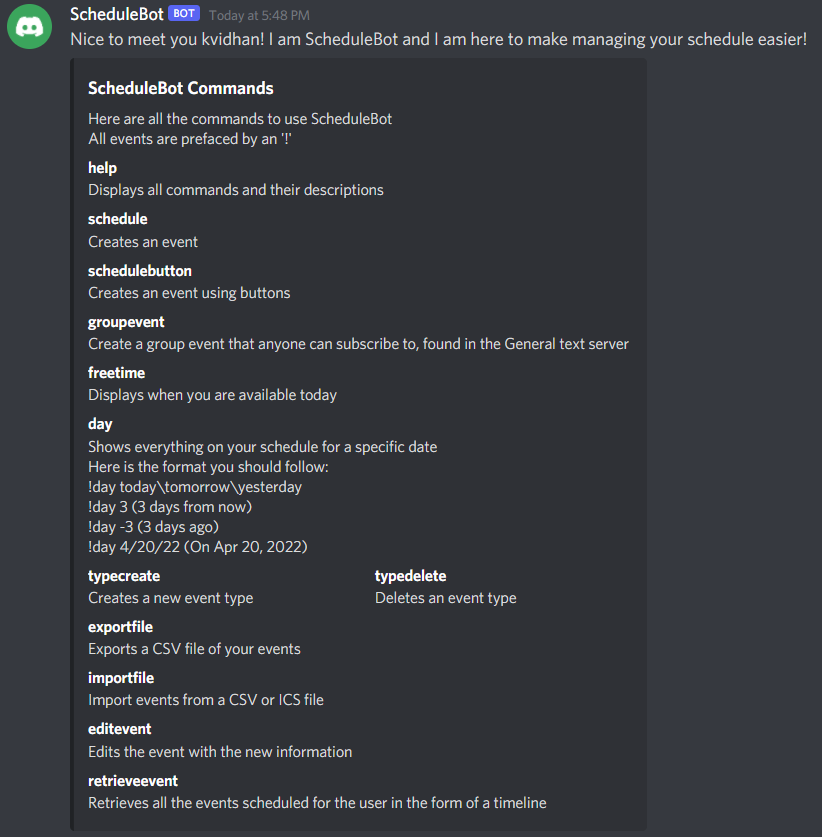 ScheduleBot BOT Today at 5:48 PM
Nice to meet you kvidhan! I am ScheduleBot and I am here to make managing your schedule easier!
ScheduleBot Commands
Here are all the commands to use ScheduleBot
All events are prefaced by an '!'
help
Displays all commands and their descriptions
schedule
Creates an event
schedulebutton
Creates an event using buttons
groupevent
Create a group event that anyone can subscribe to, found in the General text server
freetime
Displays when you are available today
day
Shows everything on your schedule for a specific date
Here is the format you should follow:
!day today\tomorrow\yesterday
!day 3 (3 days from now)
!day -3 (3 days ago)
!day 4/20/22 (On Apr 20, 2022)
typecreate
Creates a new event type
typedelete
Deletes an event type
exportfile
Exports a CSV file of your events
importfile
Import events from a CSV or ICS file
editevent
Edits the event with the new information
retrieveevent
Retrieves all the events scheduled for the user in the form of a timeline